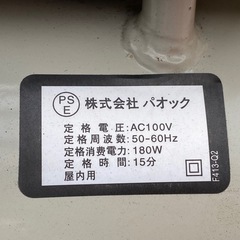 PS
E
株式会社 パオック
定格電圧:AC100V
定格周波数:50-60Hz
定格消費電力:180W
定格時間:15分
屋内用
F413-Q2